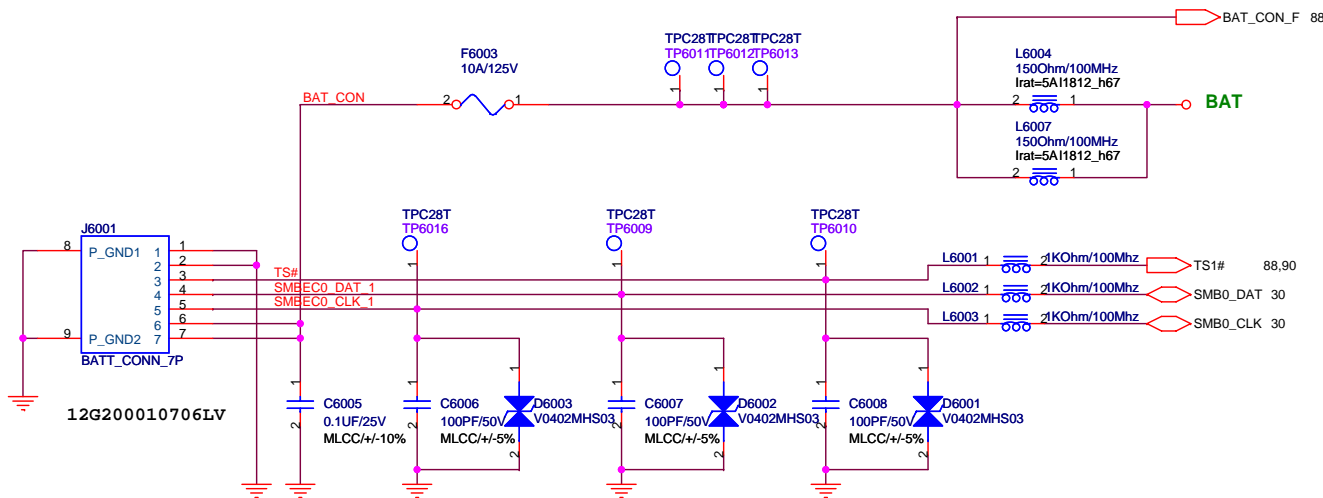 BAT_CON_F 88
F6003
10A/125V
TPC28T TPC28T TPC28T
TP6011 TP6012 TP6013
L6004
150Ohm/100MHz
Irat=5A l1812_h67
BAT_CON
2
1
1
1
1
2
1
BAT
L6007
150Ohm/100MHz
Irat=5A l1812_h67
2
1
TPC28T
TP6016
TPC28T
TP6009
TPC28T
TP6010
J6001
8
P_GND1
1
1
2
2
3
3
4
4
5
5
6
6
7
7
9
P_GND2
BATT_CONN_7P
1
1
1
TS#
SMBEC0_DAT_1
SMBEC0_CLK_1
L6001 1
2 1KOhm/100Mhz
TS1# 88,90
L6002 1
2 1KOhm/100Mhz
SMB0_DAT 30
L6003 1
2 1KOhm/100Mhz
SMB0_CLK 30
12G200010706LV
1
C6005
0.1UF/25V
MLCC/+/-10%
2
1
C6006
100PF/50V
MLCC/+/-5%
2
1
D6003
V0402MHS03
2
1
C6007
100PF/50V
MLCC/+/-5%
2
1
D6002
V0402MHS03
2
1
C6008
100PF/50V
MLCC/+/-5%
2
1
D6001
V0402MHS03
2